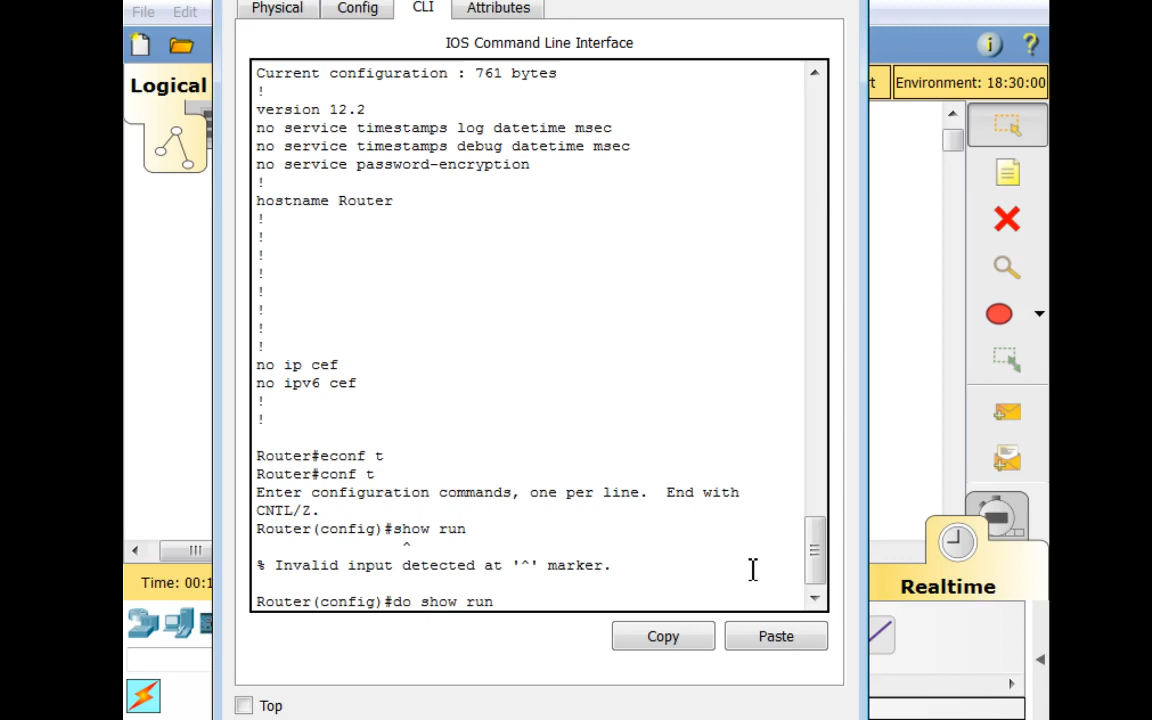 File Edit
Physical Config CLI Attributes
IOS Command Line Interface
Logical
Environment: 18:30:00
Current configuration : 761 bytes
!
version 12.2
no service timestamps log datetime msec
no service timestamps debug datetime msec
no service password-encryption
!
hostname Router
!
!
!
!
!
!
!
!
no ip cef
no ipv6 cef
!
!
Router#econf t
Router#conf t
Enter configuration commands, one per line.  End with
CNTL/Z.
Router(config)#show run
^
% Invalid input detected at '^' marker.
Router(config)#do show run
Time: 00:1
Realtime
Copy Paste
Top